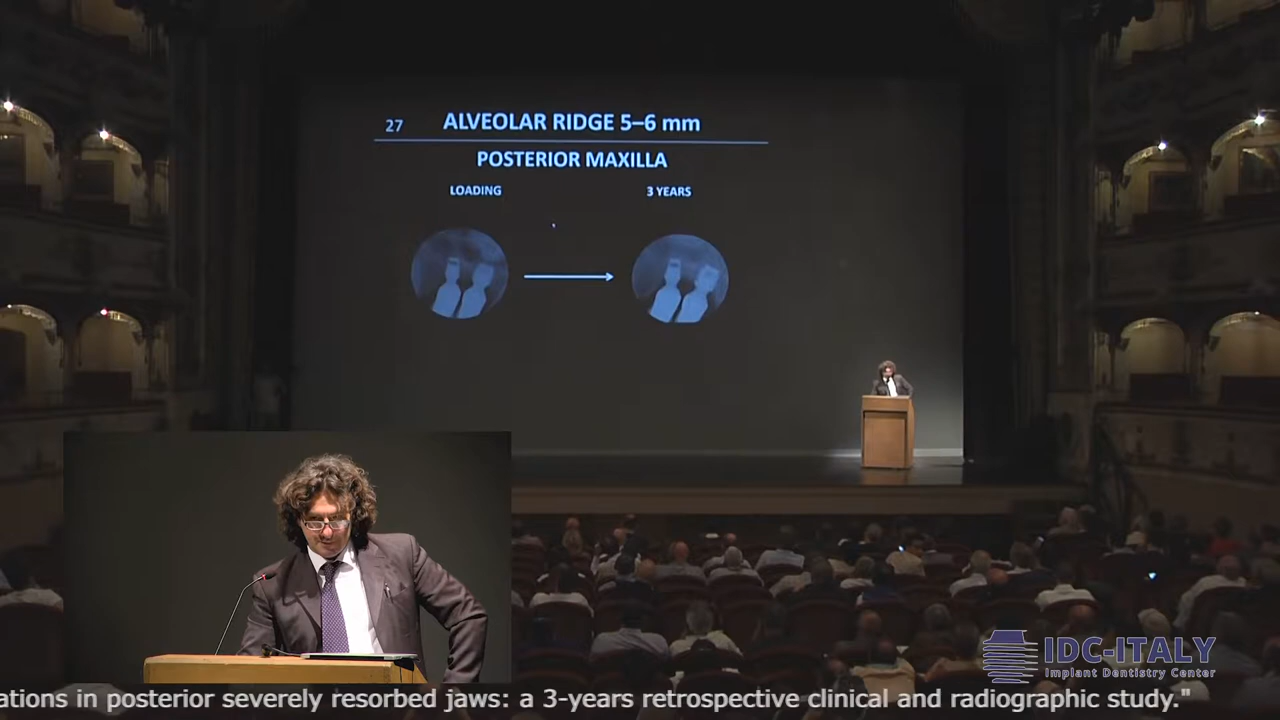 27 ALVEOLAR RIDGE 5–6 mm
POSTERIOR MAXILLA
LOADING 3 YEARS
IDC-ITALY
Implant Dentistry Center
ations in posterior severely resorbed jaws: a 3-years retrospective clinical and radiographic study."